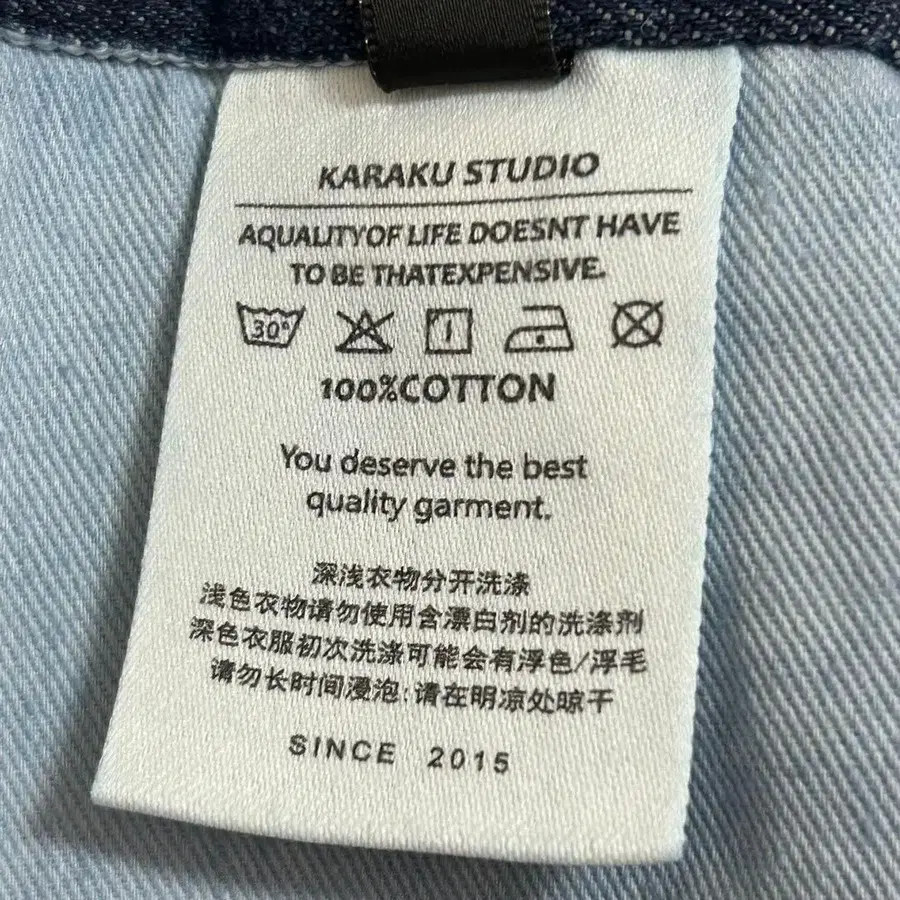 KARAKU STUDIO
AQUALITYOF LIFE DOESNT HAVE
TO BE THATEXPENSIVE.
30°
100%COTTON
You deserve the best
quality garment.
深浅衣物分开洗涤
浅色衣物请勿使用含漂白剂的洗涤剂
深色衣服初次洗涤可能会有浮色/浮毛
请勿长时间浸泡:请在明凉处晾干
SINCE 2015